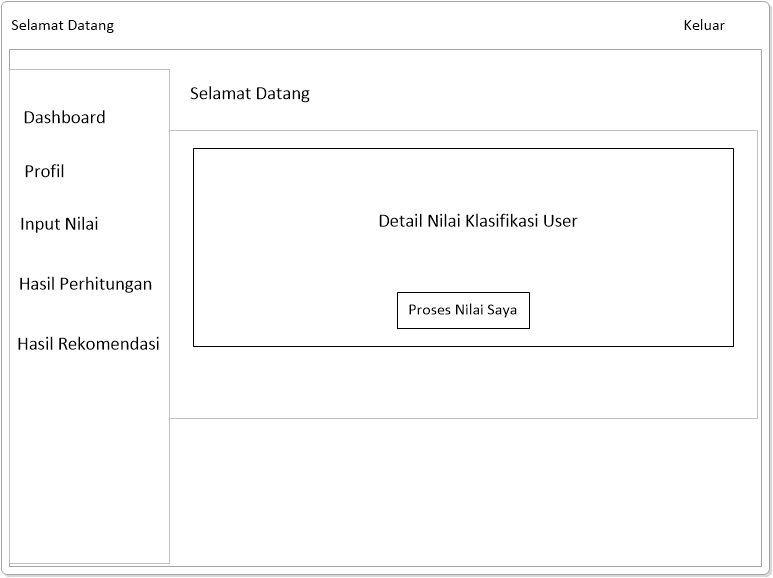 Selamat Datang
Keluar
Selamat Datang
Dashboard
Profil
Input Nilai
Hasil Perhitungan
Hasil Rekomendasi
Detail Nilai Klasifikasi User
Proses Nilai Saya